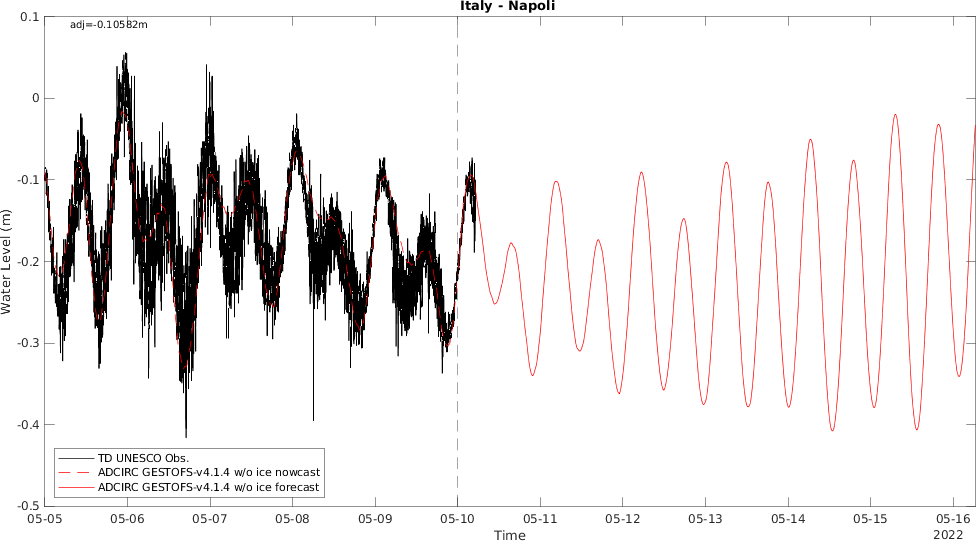 Italy - Napoli
adj=-0.10582m
0.1
0
-0.1
-0.2
-0.3
-0.4
-0.5
Water Level (m)
TD UNESCO Obs.
ADCIRC GESTOFS-v4.1.4 w/o ice nowcast
ADCIRC GESTOFS-v4.1.4 w/o ice forecast
05-05 05-06 05-07 05-08 05-09 05-10 05-11 05-12 05-13 05-14 05-15 05-16
Time
2022